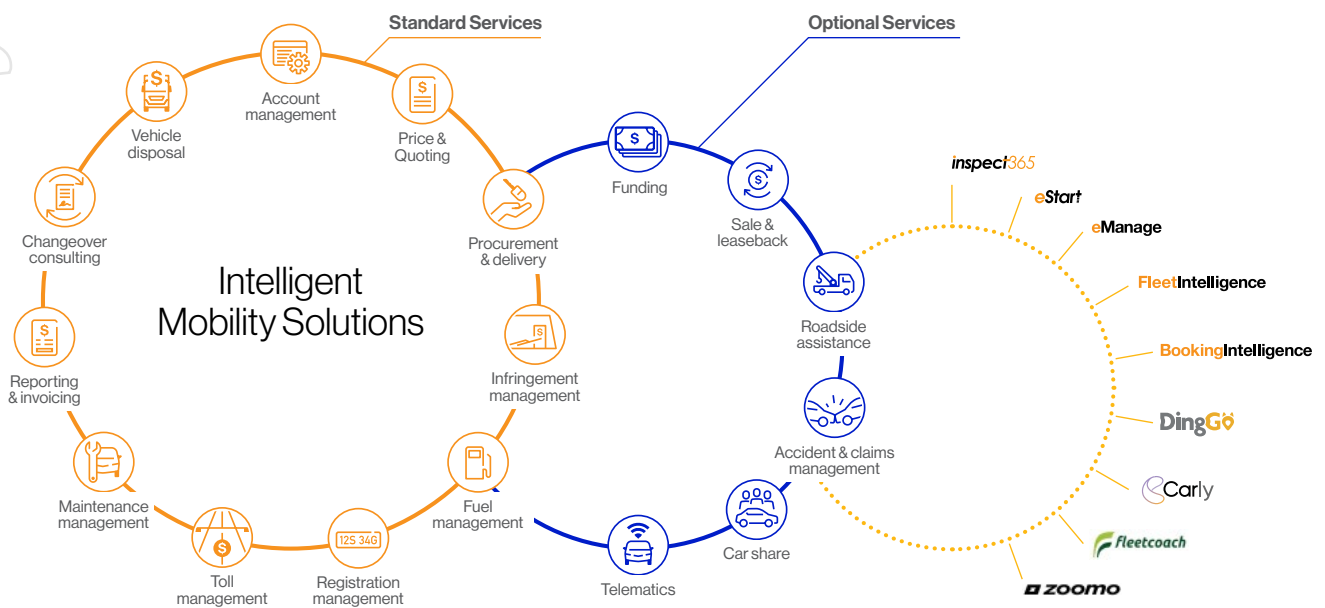 Standard Services
Optional Services
Account
management
Price &
Quoting
Procurement
& delivery
Infringement
management
Fuel
management
12S 34G
Registration
management
Toll
management
Maintenance
management
Reporting
& invoicing
Changeover
consulting
Vehicle
disposal
Intelligent
Mobility Solutions
Funding
Sale &
leaseback
Roadside
assistance
Accident & claims
management
Car share
Telematics
inspect365
eStart
eManage
FleetIntelligence
BookingIntelligence
DingGo
Carly
fleetcoach
zoomo